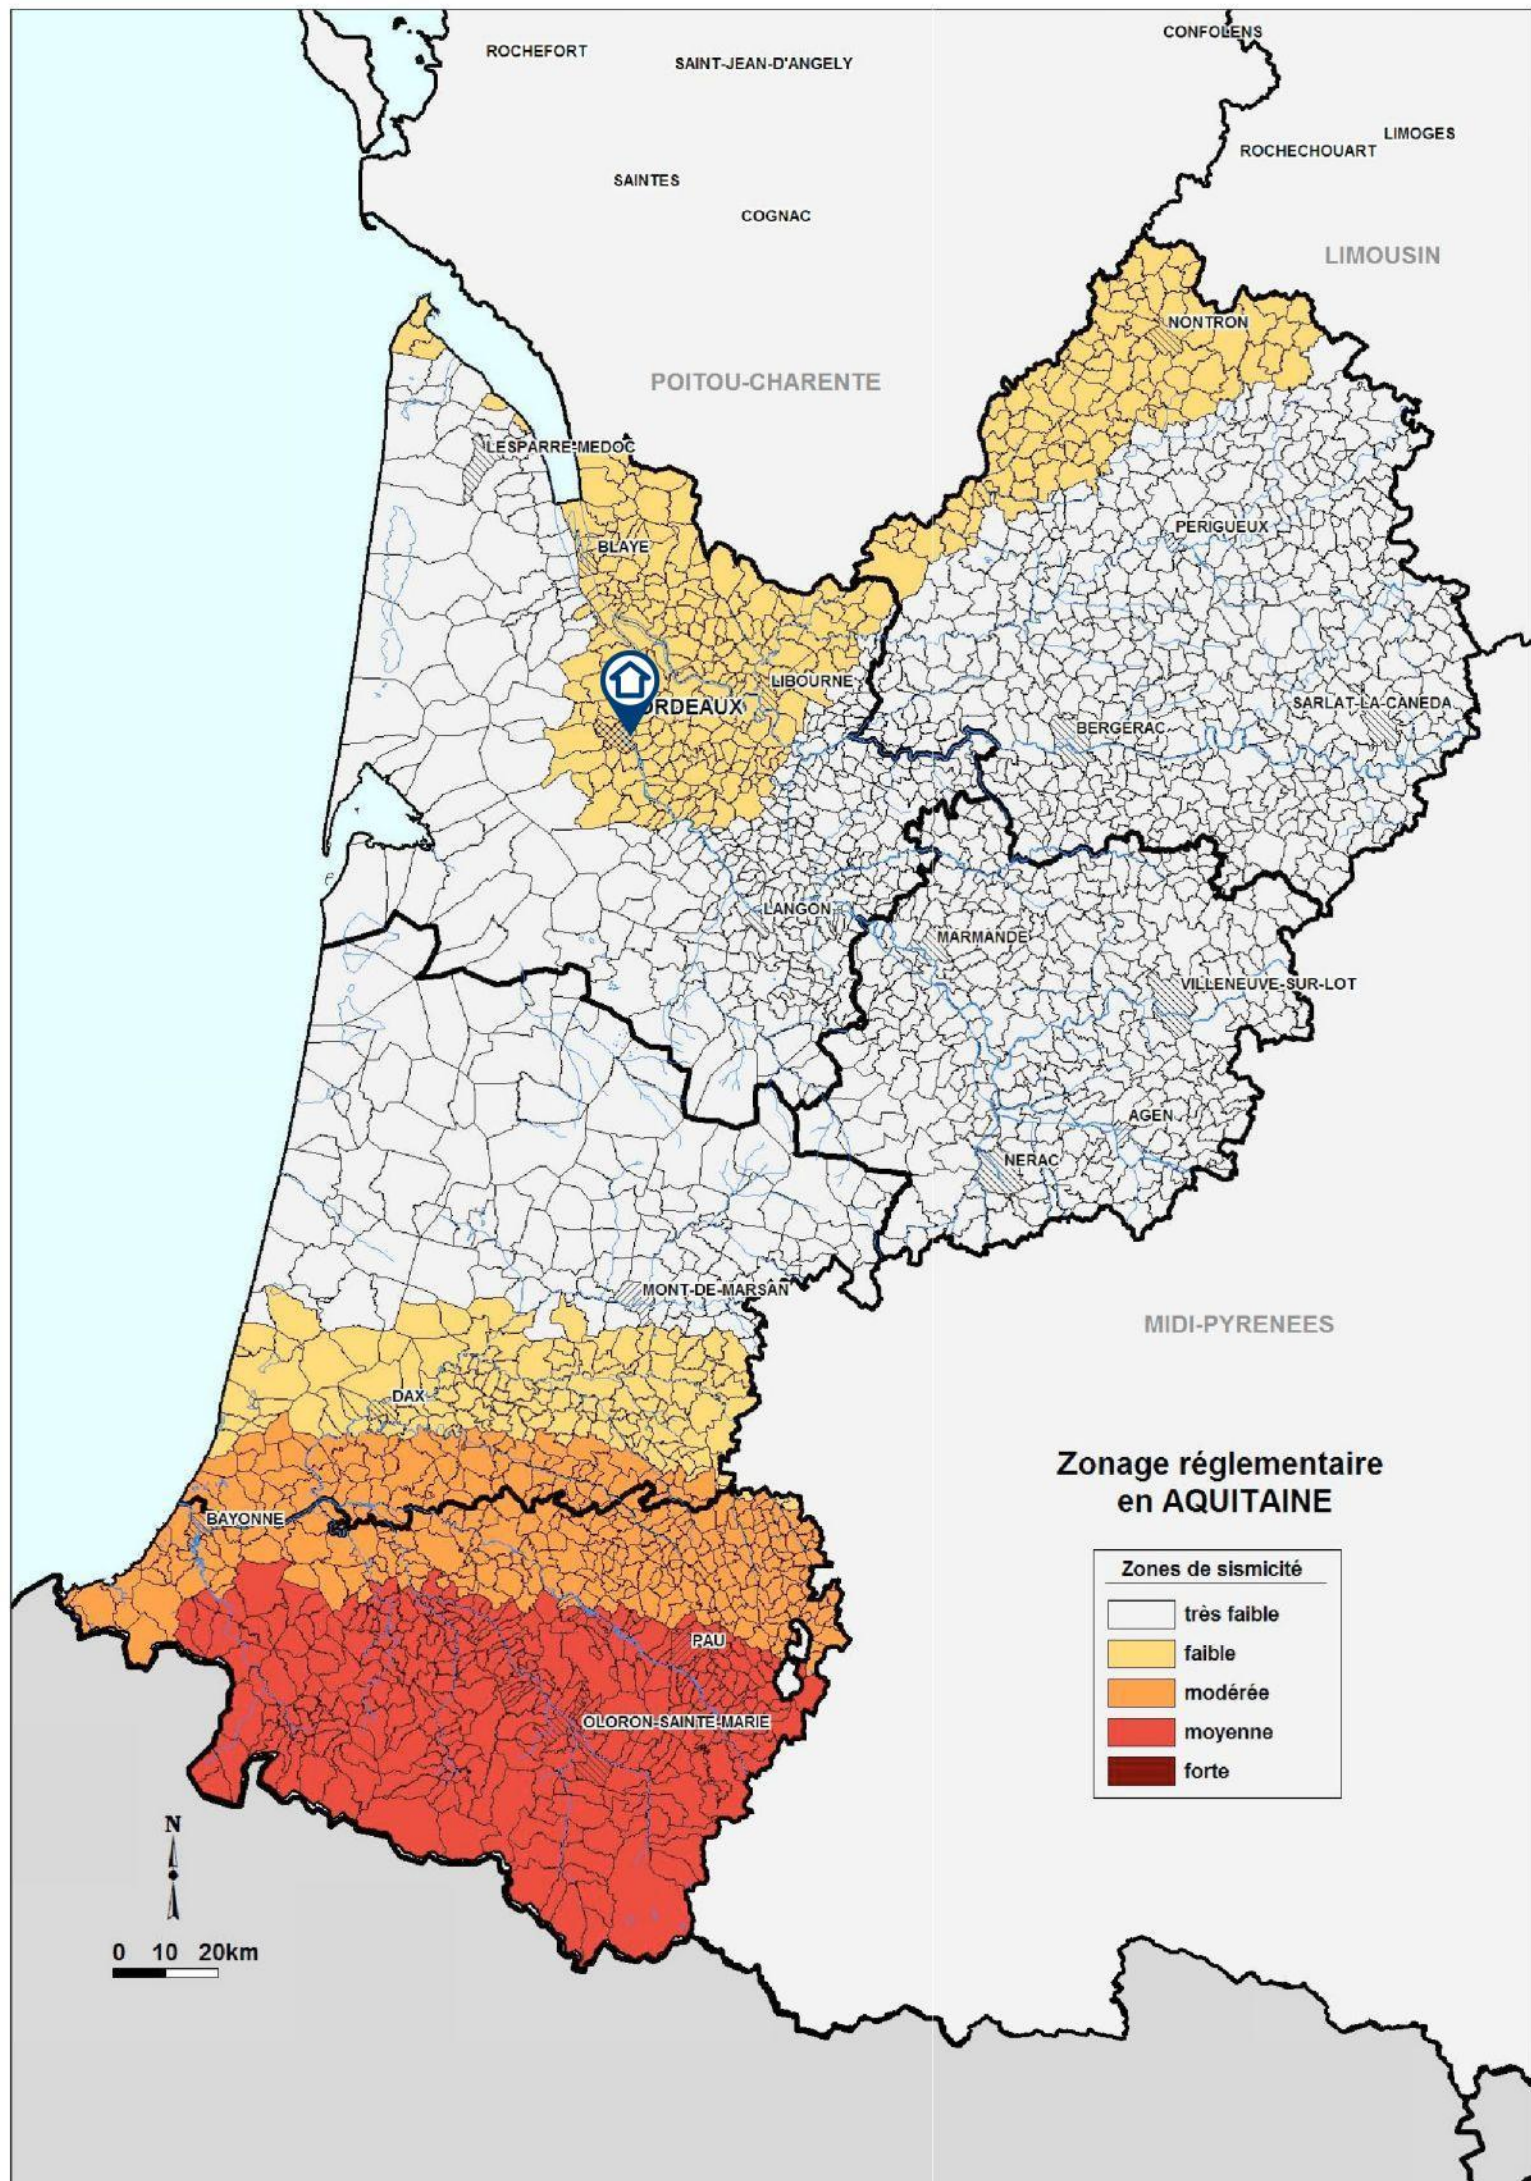 CONFOLENS
ROCHEFORT
SAINT-JEAN-D'ANGELY
LIMOGES
ROCHECHOUART
SAINTES
COGNAC
LIMOUSIN
NONTRON
POITOU-CHARENTE
LESPARRE-MEDOC
PERIGUEUX
BLAYE
LIBOURNE
SARLAT-LA-CANEDA
ORDEAUX
BERGERAC
LANGON
MARMANDE
VILLENEUVE-SUR-LOT
AGEN
NERAC
MONT-DE-MARSAN
MIDI-PYRENEES
DAX
Zonage réglementaire
en AQUITAINE
BAYONNE
Zones de sismicité
très faible
faible
modérée
moyenne
forte
PAU
OLORON-SAINTE-MARIE
N
0 10 20km